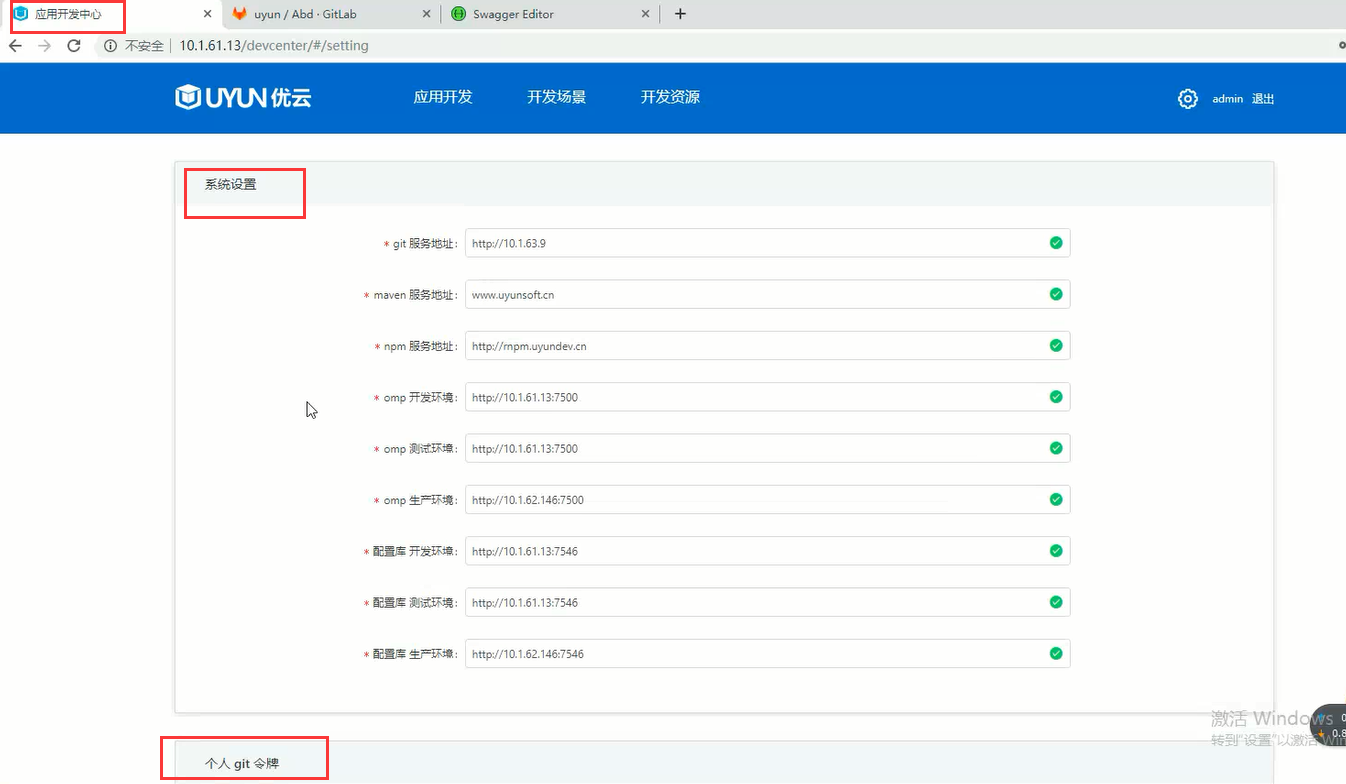 应用开发中心 uyun / Abd · GitLab Swagger Editor
不安全 10.1.61.13/devcenter/#/setting
UYUN优云 应用开发 开发场景 开发资源 admin 退出
系统设置
* git 服务地址: http://10.1.63.9
* maven 服务地址: www.uyunsoft.cn
* npm 服务地址: http://rnpm.uyundev.cn
* omp 开发环境: http://10.1.61.13:7500
* omp 测试环境: http://10.1.61.13:7500
* omp 生产环境: http://10.1.62.146:7500
* 配置库 开发环境: http://10.1.61.13:7546
* 配置库 测试环境: http://10.1.61.13:7546
* 配置库 生产环境: http://10.1.62.146:7546
激活 Windows
转到"设置"以激活 Win
个人 git 令牌